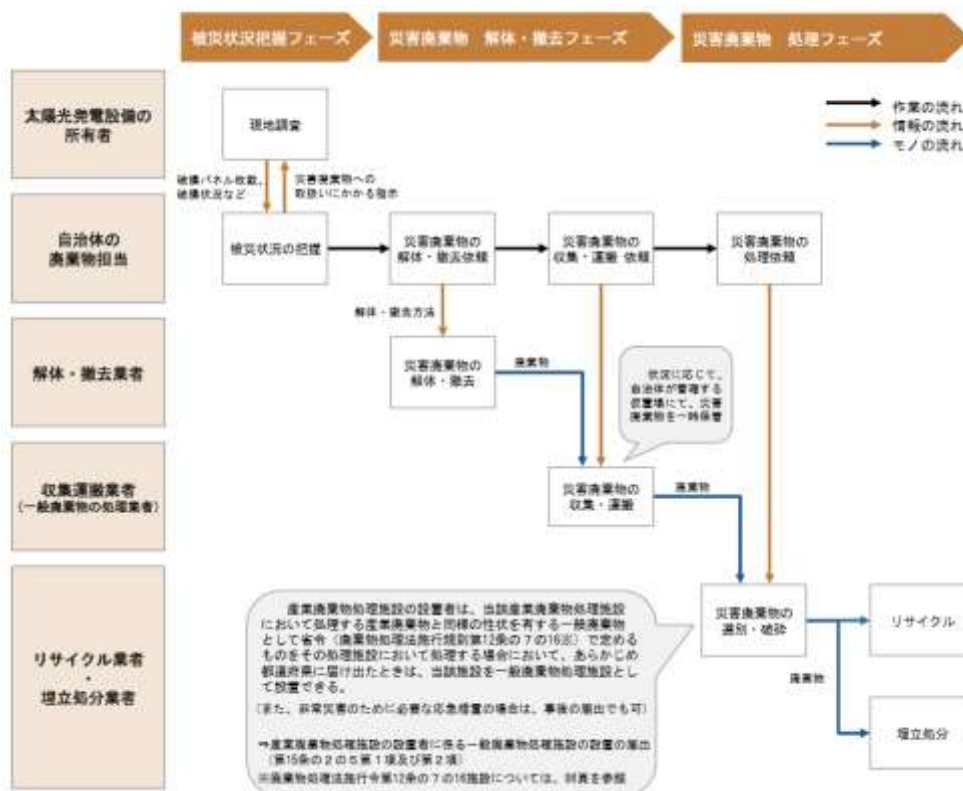 被災状況把握フェーズ
災害廃棄物 解体・撤去フェーズ
災害廃棄物 処理フェーズ
太陽光発電設備の
所有者
現地調査
作業の流れ
情報の流れ
モノの流れ
破損パネル枚数、
破損状況など
災害廃棄物への
取扱いにかかる指示
自治体の
廃棄物担当
被災状況の把握
災害廃棄物の
解体・撤去依頼
災害廃棄物の
収集・運搬 依頼
災害廃棄物の
処理依頼
解体・撤去方法
解体・撤去業者
災害廃棄物の
解体・撤去
廃棄物
状況に応じて、
自治体が管理する
仮置場にて、災害
廃棄物を一時保管
収集運搬業者
(一般廃棄物の処理業者)
災害廃棄物の
収集・運搬
廃棄物
リサイクル業者
・
埋立処分業者
産業廃棄物処理施設の設置者は、当該産業廃棄物処理施設
において処理する産業廃棄物と同様の性状を有する一般廃棄物
として省令（廃棄物処理法施行規則第12条の7の16※）で定める
ものをその処理施設において処理する場合において、あらかじめ
都道府県に届け出たときは、当該施設を一般廃棄物処理施設とし
て設置できる。
(また、非常災害のために必要な応急措置の場合は、事後の届出でも可)
⇒産業廃棄物処理施設の設置者に係る一般廃棄物処理施設の設置の届出
（第15条の2の5第1項及び第2項）
※廃棄物処理法施行令第12条の7の16施設については、対頁を参照
災害廃棄物の
選別・破砕
リサイクル
廃棄物
埋立処分